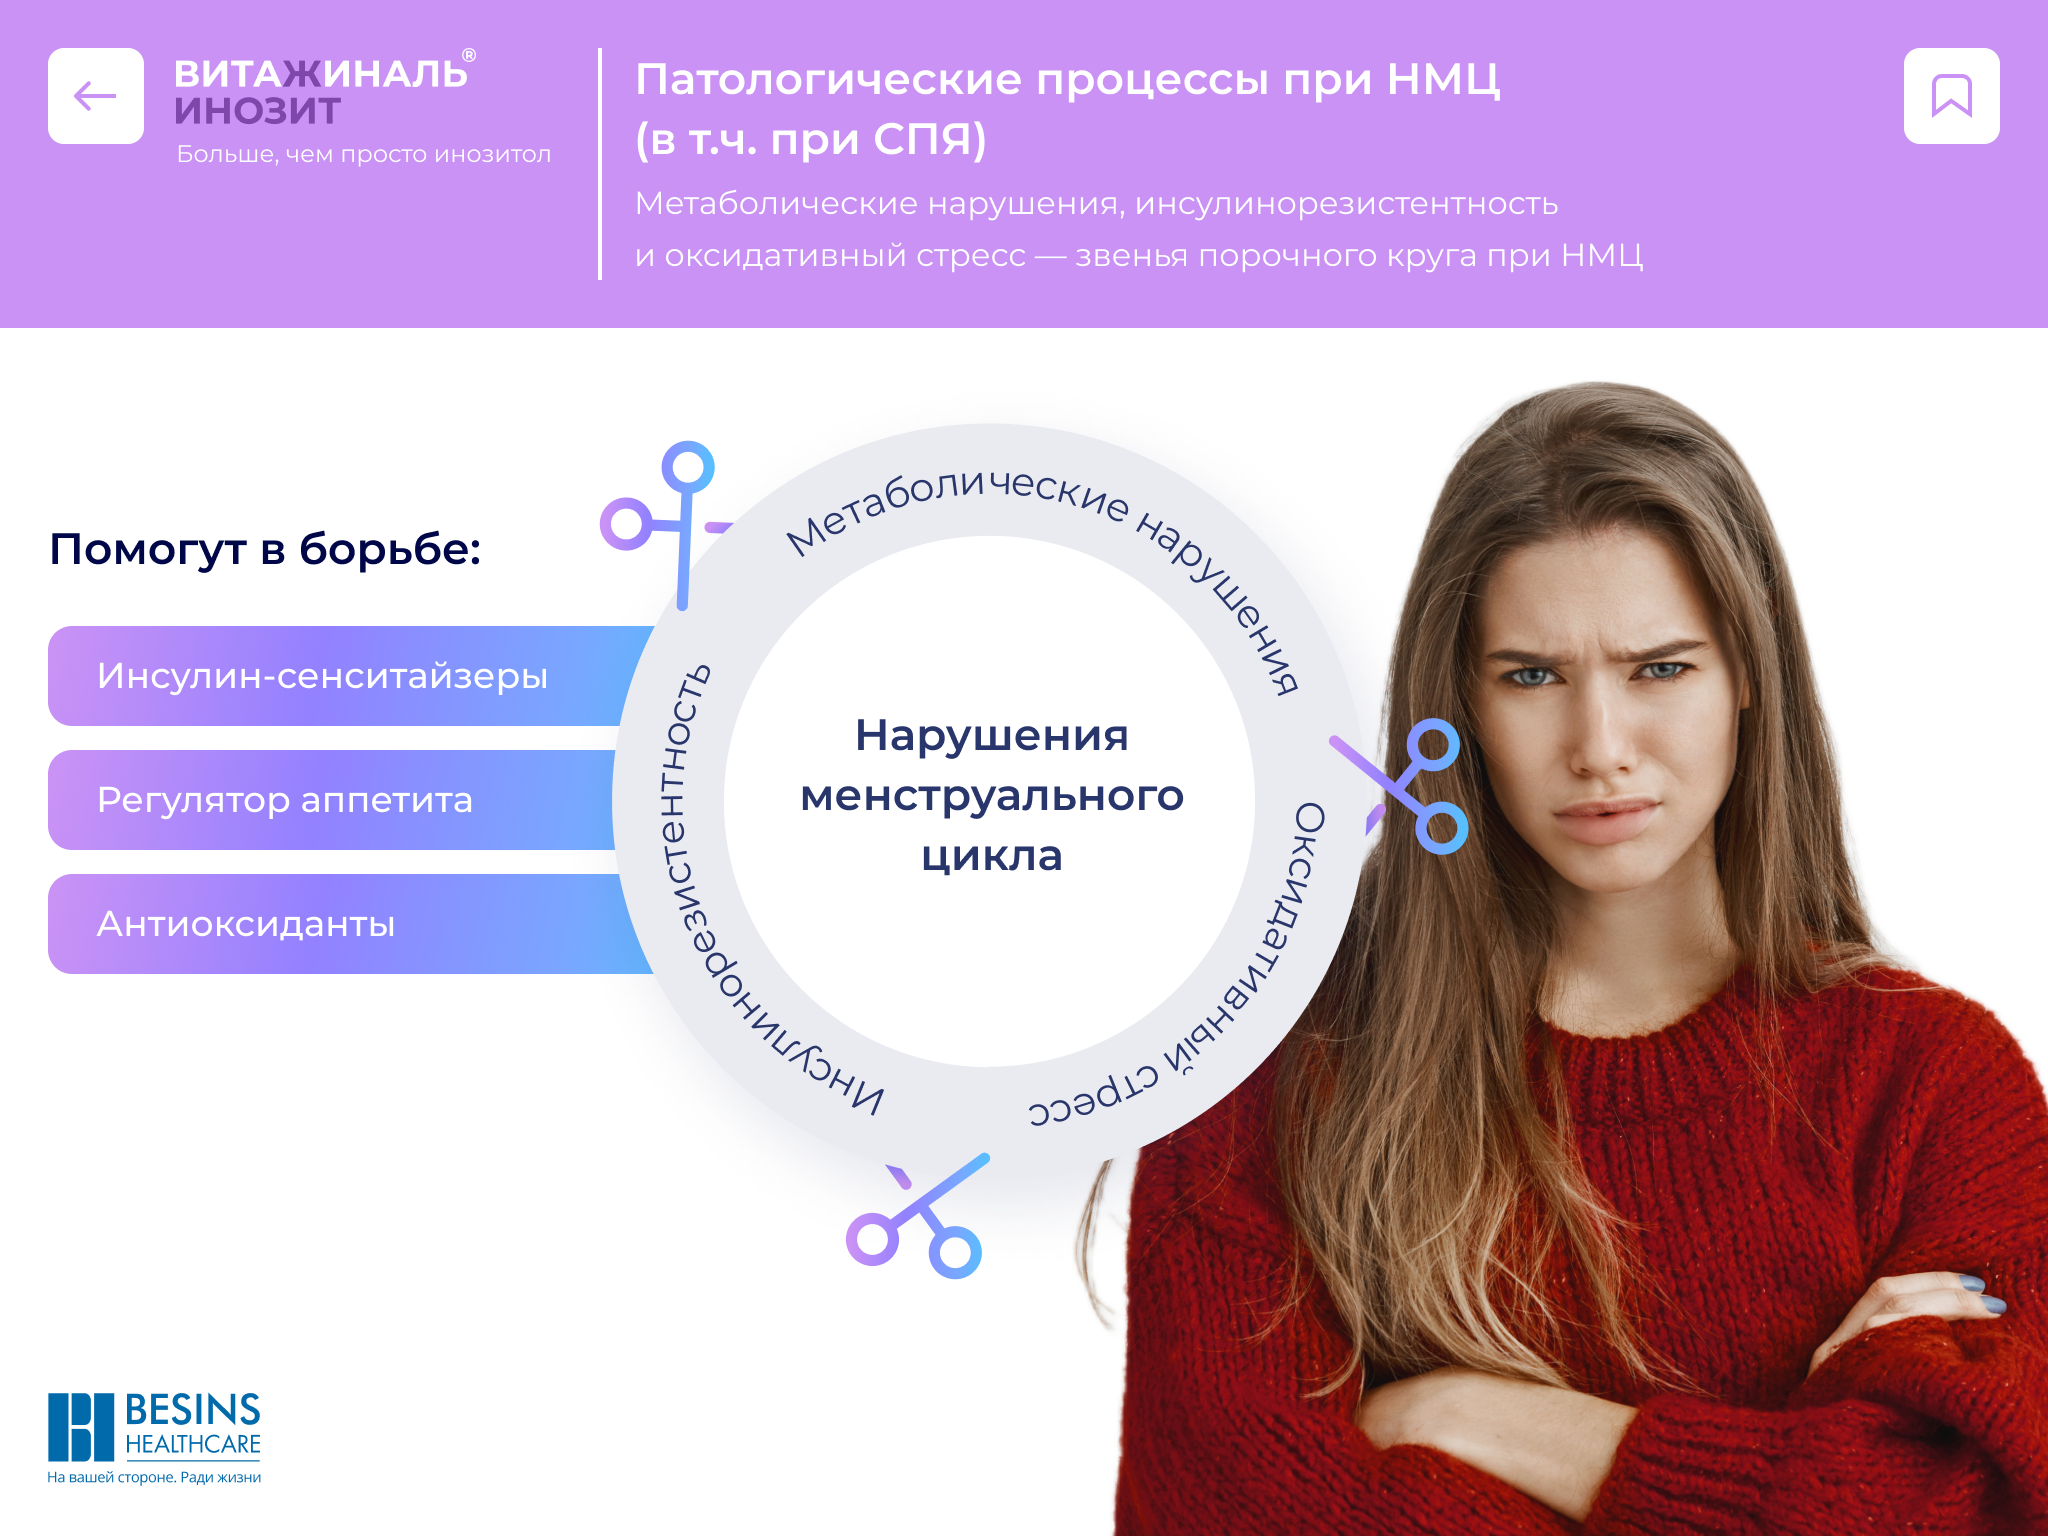 ВИТАЖИНАЛЬ®
ИНОЗИТ
Больше, чем просто инозитол
Патологические процессы при НМЦ
(в т.ч. при СПЯ)
Метаболические нарушения, инсулинорезистентность
и оксидативный стресс — звенья порочного круга при НМЦ
Помогут в борьбе:
Инсулин-сенситайзеры
Регулятор аппетита
Антиоксиданты
Метаболические нарушения
Оксидативный стресс
Инсулинорезистентность
Нарушения
менструального
цикла
BESINS
HEALTHCARE
На вашей стороне. Ради жизни